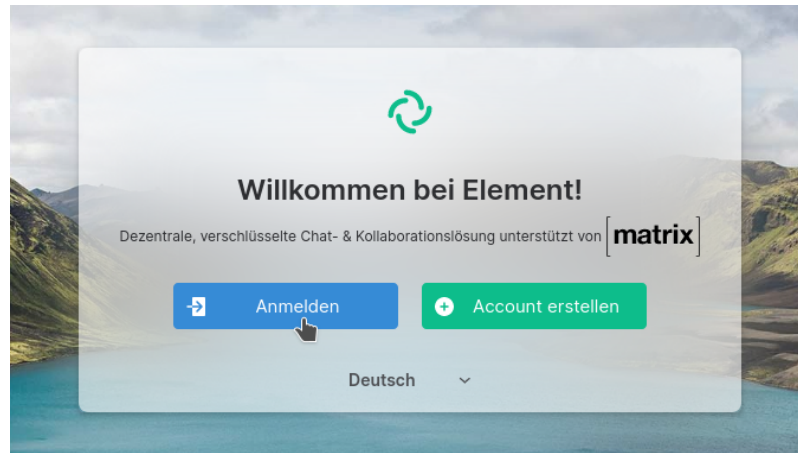 Willkommen bei Element!
Dezentrale, verschlüsselte Chat- & Kollaborationslösung unterstützt von [matrix]
Anmelden
Account erstellen
Deutsch